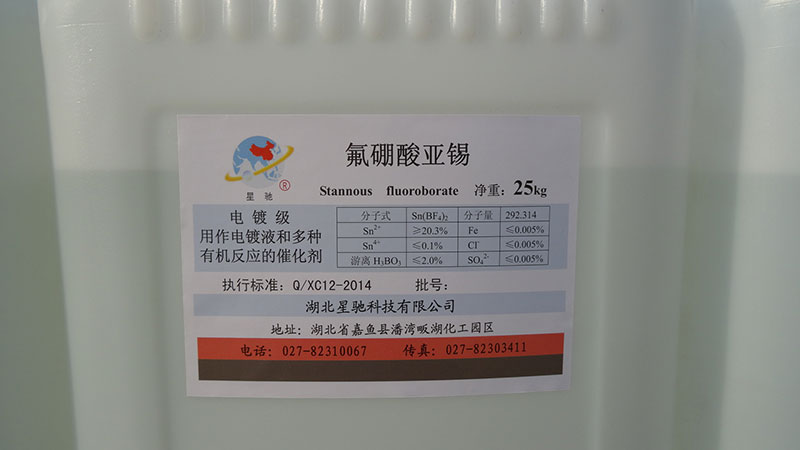 氟硼酸亚锡
星驰®
Stannous fluoroborate 净重：25kg
电镀级
用作电镀液和多种
有机反应的催化剂
分子式 Sn(BF₄)₂ 分子量 292.314
Sn²⁺ ≥20.3% Fe ≤0.005%
Sn⁴⁺ ≤0.1% Cl⁻ ≤0.005%
游离H₃BO₃ ≤2.0% SO₄²⁻ ≤0.005%
执行标准：Q/XC12-2014 批号：
湖北星驰科技有限公司
地址：湖北省嘉鱼县潘湾畈湖化工园区
电话：027-82310067 传真：027-82303411